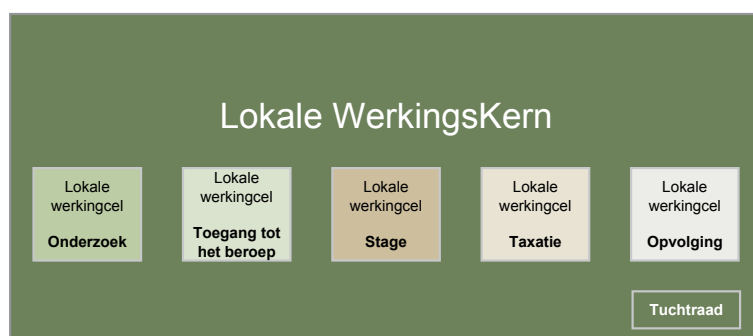 Lokale WerkingsKern
Lokale
werkingcel
Onderzoek
Lokale
werkingcel
Toegang tot
het beroep
Lokale
werkingcel
Stage
Lokale
werkingcel
Taxatie
Lokale
werkingcel
Opvolging
Tuchtraad